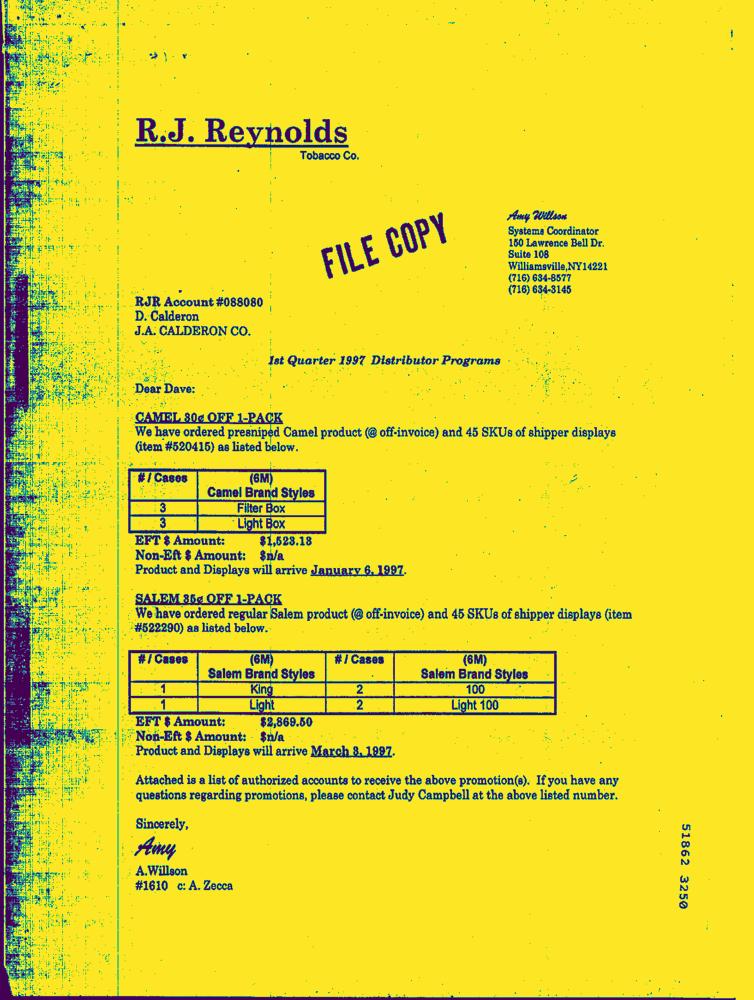 R.J. Reynolds
Tobacco Co.
FILE COPY
Amy Willson
Systems Coordinator
150 Lawrence Bell Dr.
Suite 108
Williamsville,NY14221
(716) 634-8577
(716) 634-3145
RJR Account #088080
D. Calderon
J.A. CALDERON CO.
1st Quarter 1997 Distributor Programs
Dear Dave:
CAMEL 30¢ OFF 1-PACK
We have ordered presniped Camel product (@ off-invoice) and 45 SKUs of shipper displays
(item #520415) as listed below.
# / Cases (6M)
Camel Brand Styles
3 Filter Box
3 Light Box
EFT $ Amount: $1,523.13
Non-Eft $ Amount: $n/a
Product and Displays will arrive January 6, 1997.
SALEM 35¢ OFF 1-PACK
We have ordered regular Salem product (@ off-invoice) and 45 SKUs of shipper displays (item
#522290) as listed below.
# / Cases (6M) # / Cases (6M)
Salem Brand Styles Salem Brand Styles
1 King 2 100
1 Light 2 Light 100
EFT $ Amount: $2,869.50
Non-Eft $ Amount: $n/a
Product and Displays will arrive March 3, 1997.
Attached is a list of authorized accounts to receive the above promotion(s). If you have any
questions regarding promotions, please contact Judy Campbell at the above listed number.
Sincerely,
Amy
A.Willson
#1610 c: A. Zecca
51862 3250